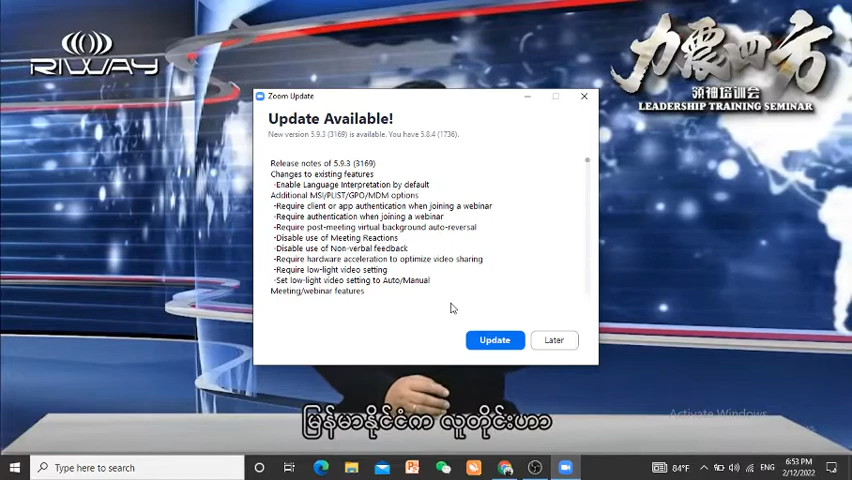 RIWAY
力震四方
领袖培训会
LEADERSHIP TRAINING SEMINAR
Zoom Update
Update Available!
New version 5.9.3 (3169) is available. You have 5.8.4 (1736).
Release notes of 5.9.3 (3169)
Changes to existing features
-Enable Language Interpretation by default
Additional MSI/PLIST/GPO/MDM options
-Require client or app authentication when joining a webinar
-Require authentication when joining a webinar
-Require post-meeting virtual background auto-reversal
-Disable use of Meeting Reactions
-Disable use of Non-verbal feedback
-Require hardware acceleration to optimize video sharing
-Require low-light video setting
-Set low-light video setting to Auto/Manual
Meeting/webinar features
Update
Later
Activate Windows
မြန်မာနိုင်ငံက လူတိုင်းဟာ
Type here to search
84°F
ENG
6:53 PM
2/12/2022